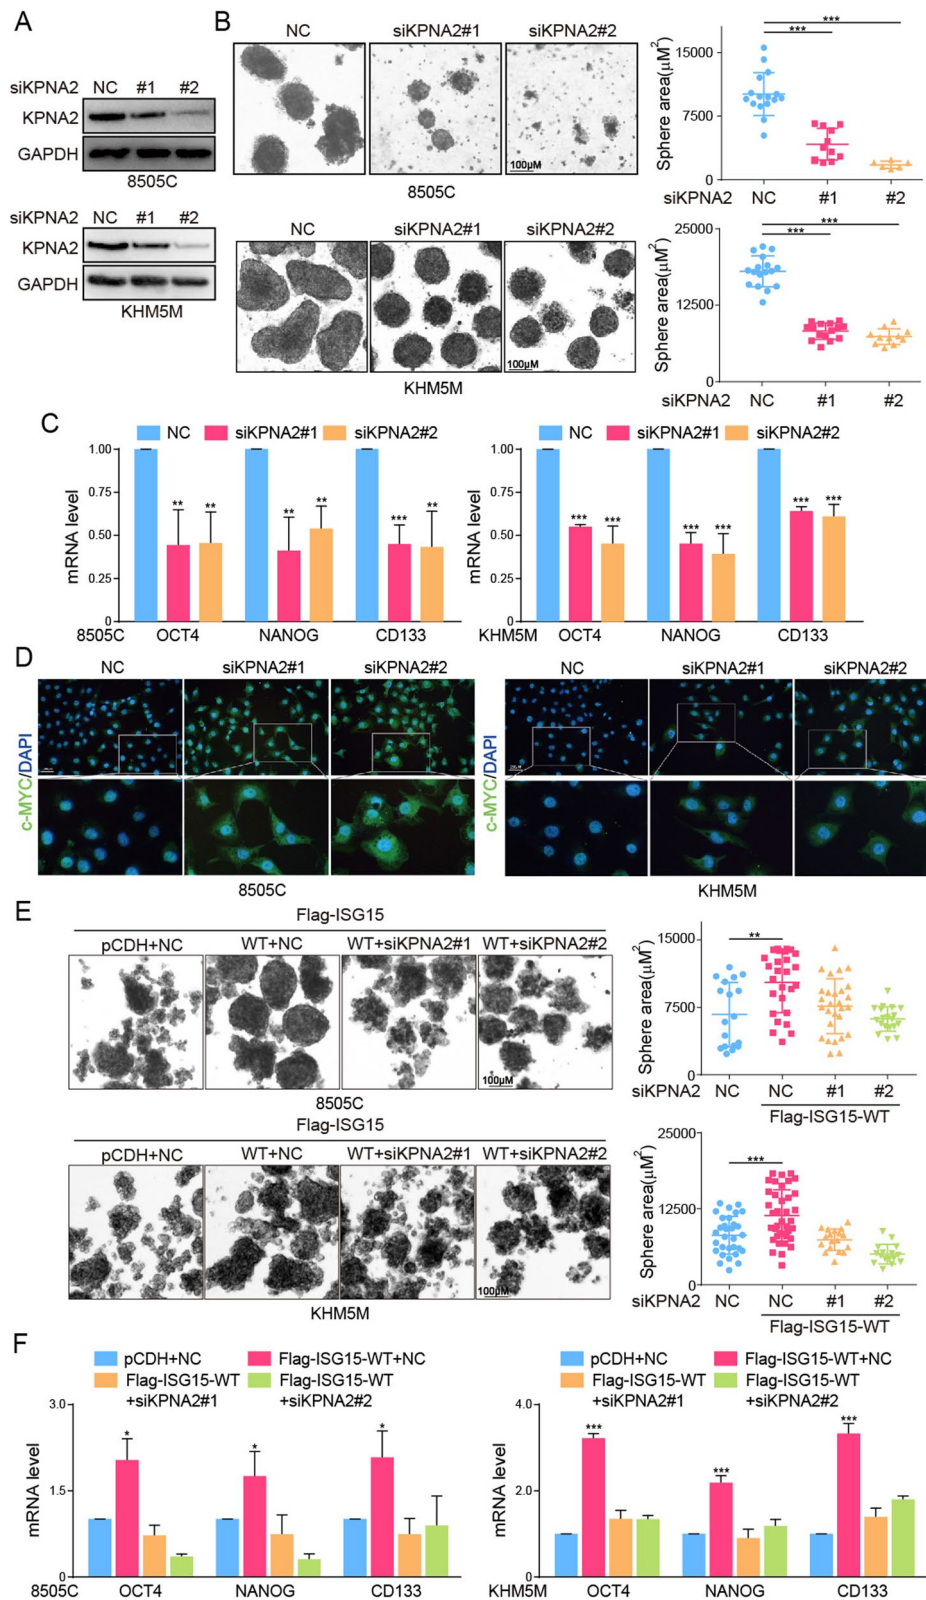 A
siKPNA2 NC #1 #2
KPNA2
GAPDH
8505C
NC #1 #2
KPNA2
GAPDH
KHM5M
B
NC siKPNA2#1 siKPNA2#2
100μM
8505C
NC siKPNA2#1 siKPNA2#2
100μM
KHM5M
***
***
15000
7500
0
Sphere area(μM²)
siKPNA2 NC #1 #2
***
***
25000
12500
0
Sphere area(μM²)
siKPNA2 NC #1 #2
C
NC siKPNA2#1 siKPNA2#2
mRNA level
1.00
0.75
0.50
0.25
0
** ** ** ** *** **
8505C OCT4 NANOG CD133
NC siKPNA2#1 siKPNA2#2
mRNA level
1.00
0.75
0.50
0.25
0
*** *** *** *** *** ***
KHM5M OCT4 NANOG CD133
D
NC siKPNA2#1 siKPNA2#2
c-MYC/DAPI
8505C
NC siKPNA2#1 siKPNA2#2
c-MYC/DAPI
KHM5M
E
Flag-ISG15
pCDH+NC WT+NC WT+siKPNA2#1 WT+siKPNA2#2
100μM
8505C
Flag-ISG15
pCDH+NC WT+NC WT+siKPNA2#1 WT+siKPNA2#2
100μM
KHM5M
**
15000
7500
0
Sphere area(μM²)
siKPNA2 NC NC #1 #2
Flag-ISG15-WT
***
25000
12500
0
Sphere area(μM²)
siKPNA2 NC NC #1 #2
Flag-ISG15-WT
F
pCDH+NC Flag-ISG15-WT+NC
Flag-ISG15-WT Flag-ISG15-WT
+siKPNA2#1 +siKPNA2#2
mRNA level
3.0
1.5
0
* * *
8505C OCT4 NANOG CD133
pCDH+NC Flag-ISG15-WT+NC
Flag-ISG15-WT Flag-ISG15-WT
+siKPNA2#1 +siKPNA2#2
mRNA level
4.0
2.0
0
*** *** ***
KHM5M OCT4 NANOG CD133